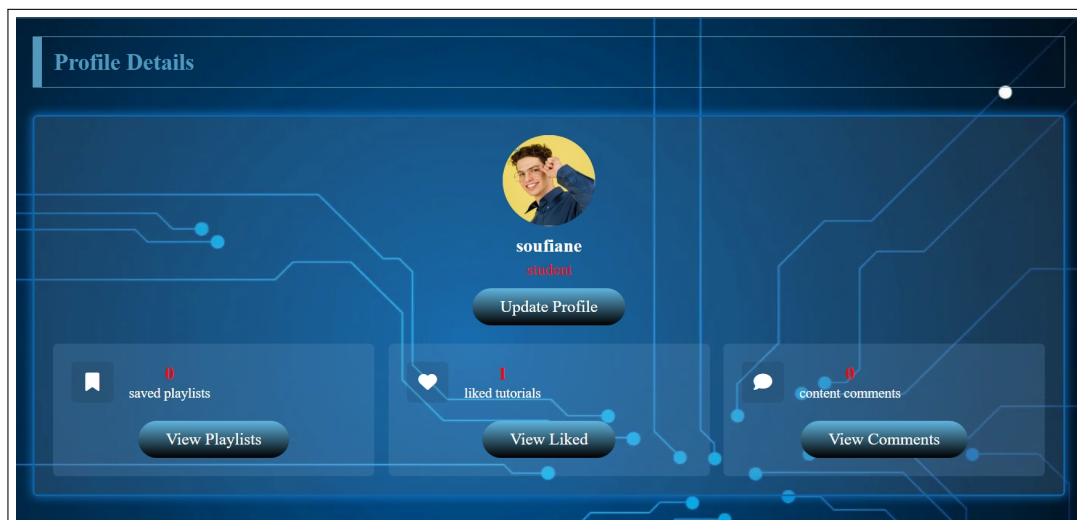 Profile Details
soufiane
student
Update Profile
0
saved playlists
View Playlists
1
liked tutorials
View Liked
0
content comments
View Comments